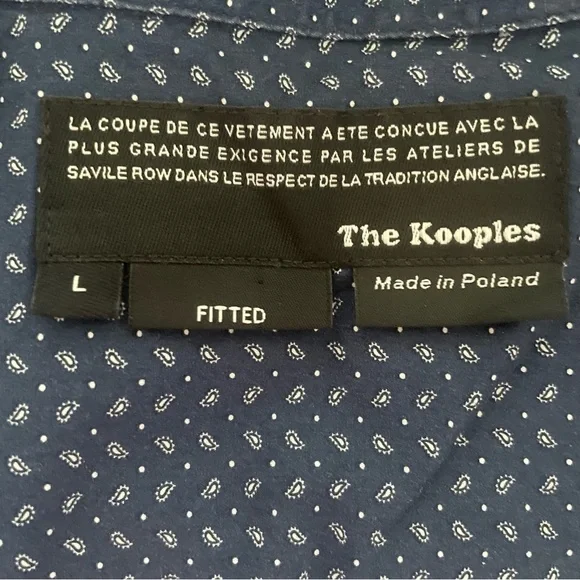 LA COUPE DE CE VETEMENT A ETE CONCUE AVEC LA
PLUS GRANDE EXIGENCE PAR LES ATELIERS DE
SAVILE ROW DANS LE RESPECT DE LA TRADITION ANGLAISE.
The Kooples
L
FITTED
Made in Poland